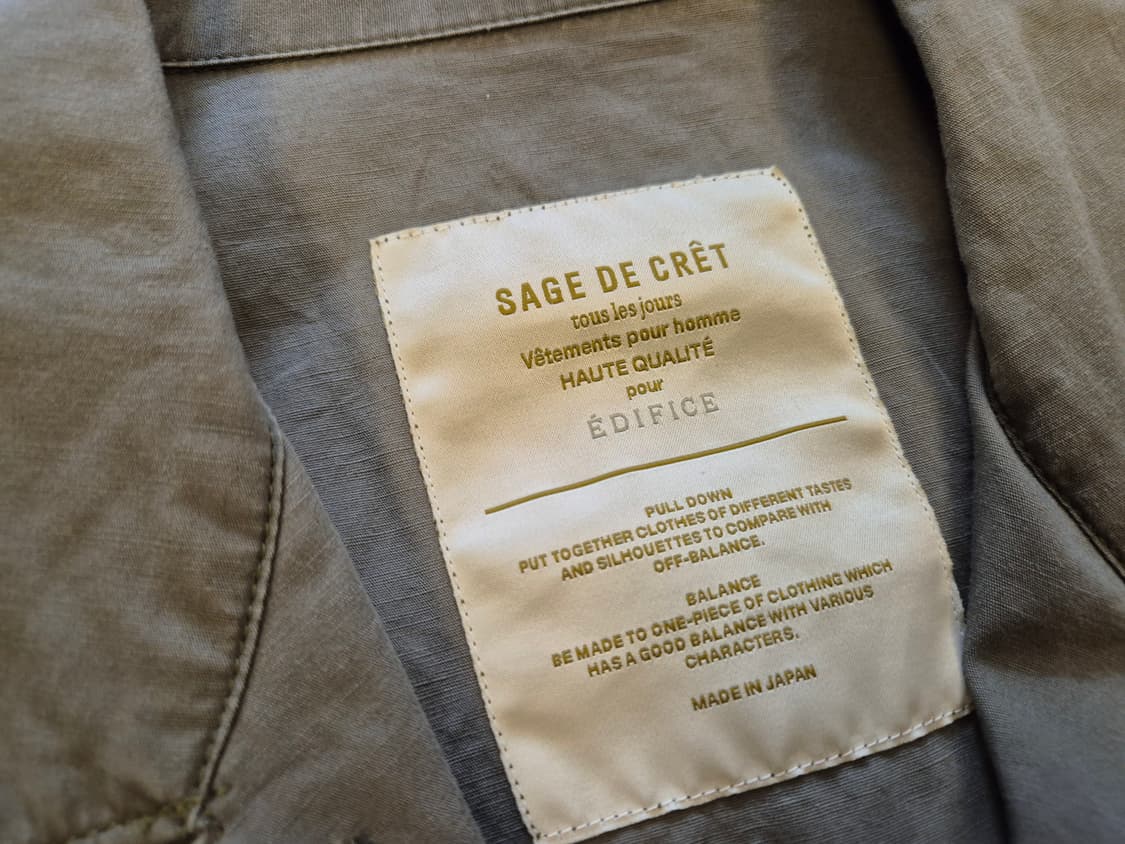 SAGE DE CRÊT
tous les jours
Vêtements pour homme
HAUTE QUALITÉ
pour
ÉDIFICE
PULL DOWN
PUT TOGETHER CLOTHES OF DIFFERENT TASTES
AND SILHOUETTES TO COMPARE WITH
OFF-BALANCE.
BALANCE
BE MADE TO ONE-PIECE OF CLOTHING WHICH
HAS A GOOD BALANCE WITH VARIOUS
CHARACTERS.
MADE IN JAPAN